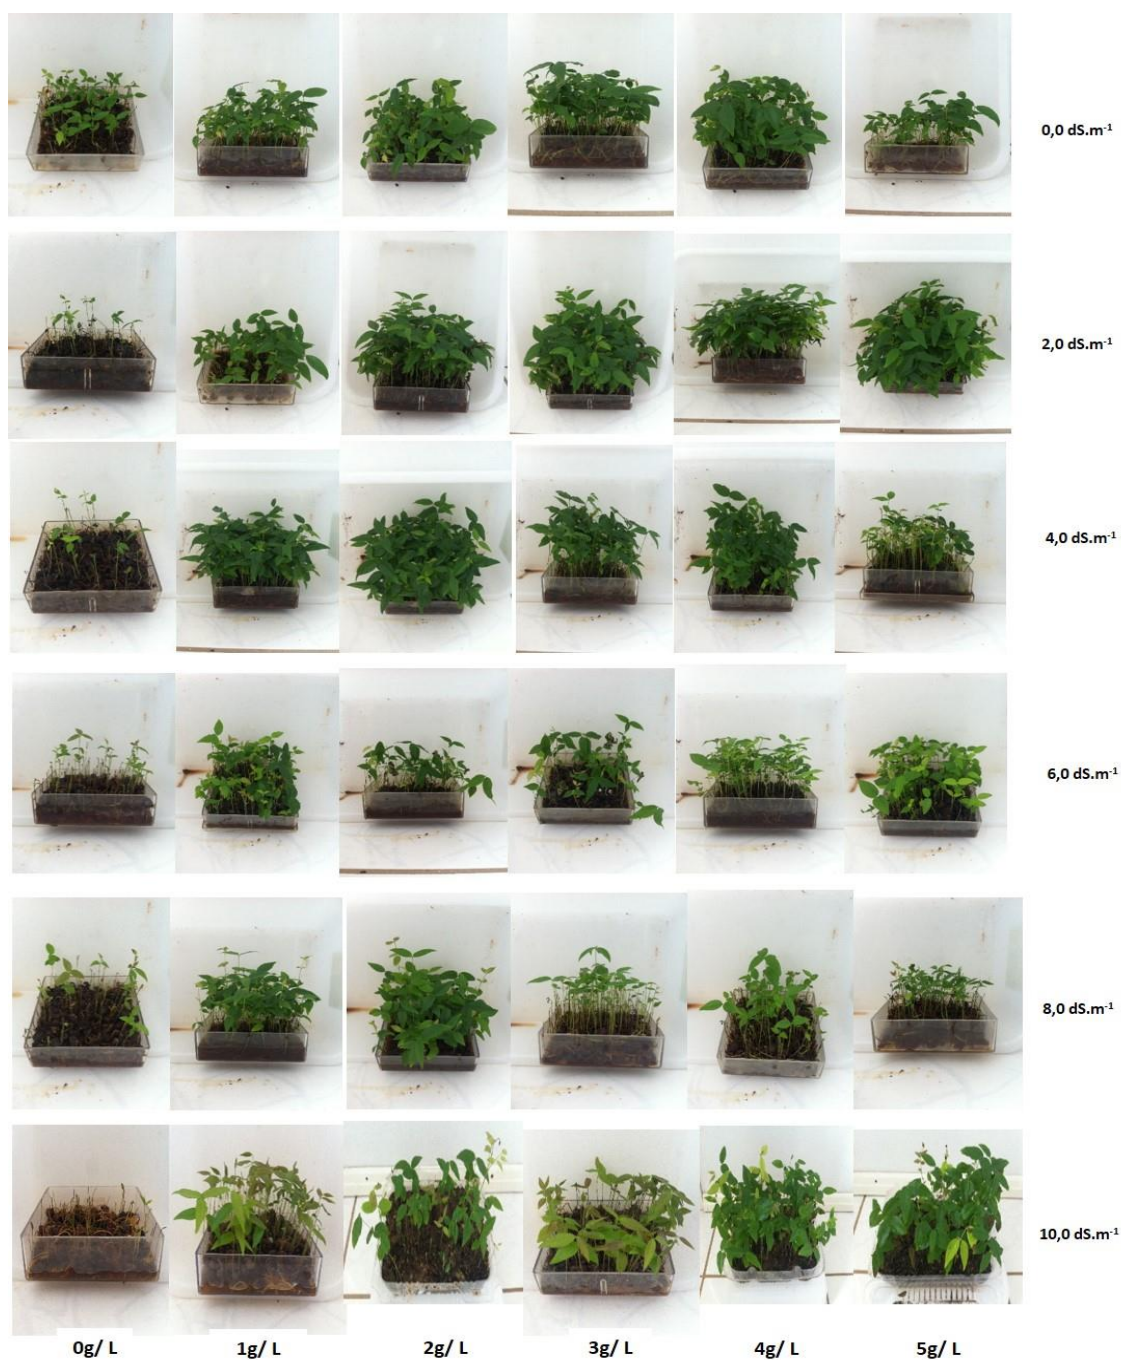 0,0 dS.m⁻¹
2,0 dS.m⁻¹
4,0 dS.m⁻¹
6,0 dS.m⁻¹
8,0 dS.m⁻¹
10,0 dS.m⁻¹
0g/ L 1g/ L 2g/ L 3g/ L 4g/ L 5g/ L